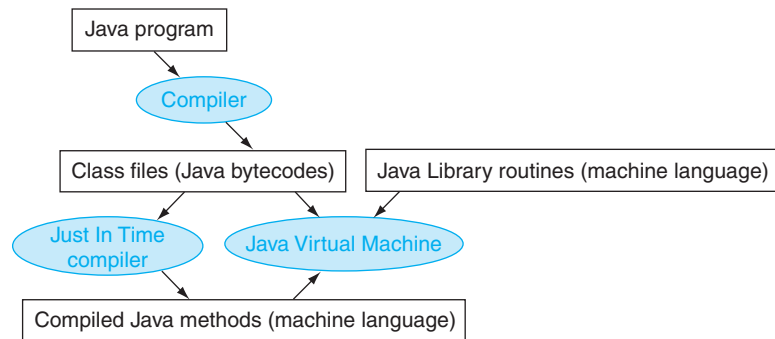 Java program
Compiler
Class files (Java bytecodes)
Java Library routines (machine language)
Just In Time
compiler
Java Virtual Machine
Compiled Java methods (machine language)